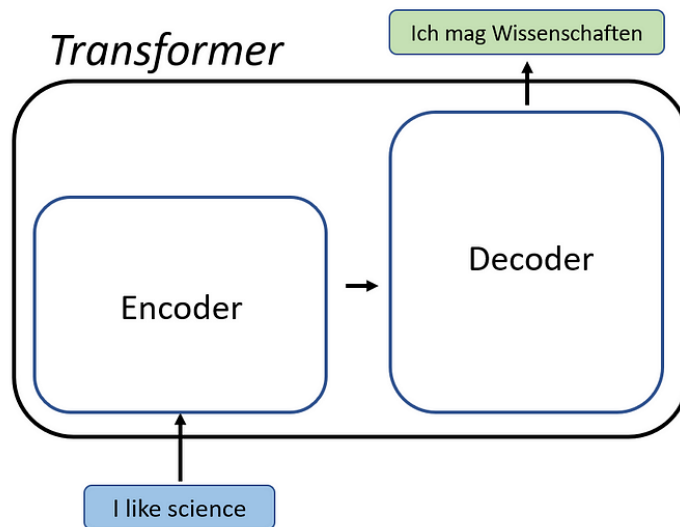 Transformer
Ich mag Wissenschaften
Encoder
Decoder
I like science